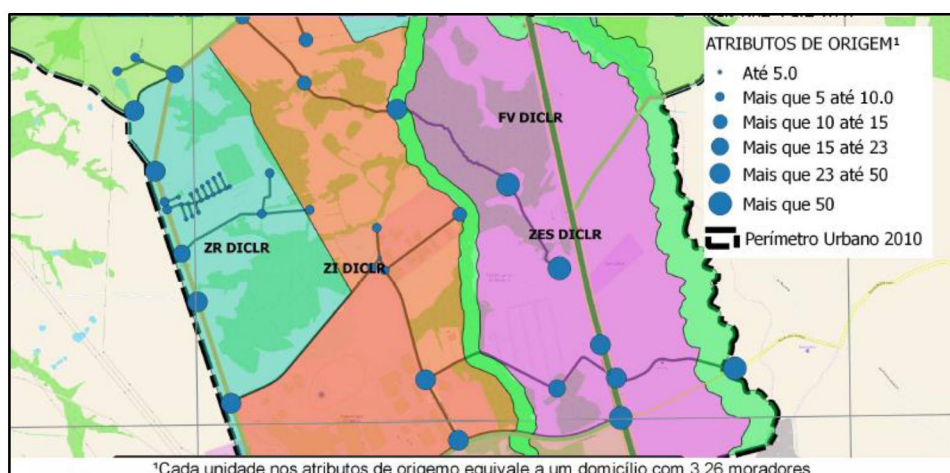 ATRIBUTOS DE ORIGEM¹
Até 5.0
Mais que 5 até 10.0
Mais que 10 até 15
Mais que 15 até 23
Mais que 23 até 50
Mais que 50
Perímetro Urbano 2010
FV DICLR
ZES DICLR
ZR DICLR
ZI DICLR
¹Cada unidade nos atributos de origemo equivale a um domicílio com 3,26 moradores